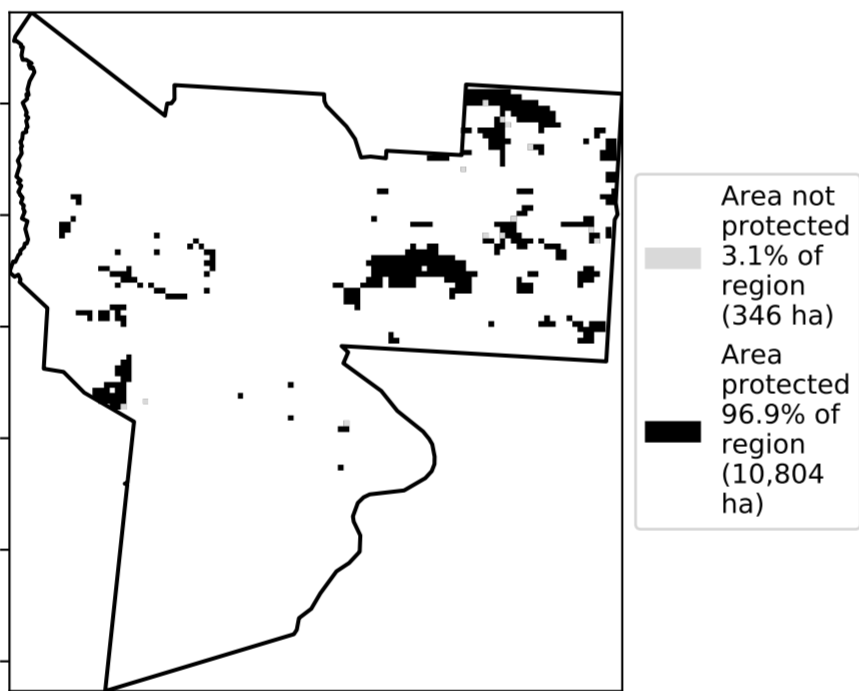 Area not
protected
3.1% of
region
(346 ha)
Area
protected
96.9% of
region
(10,804
ha)